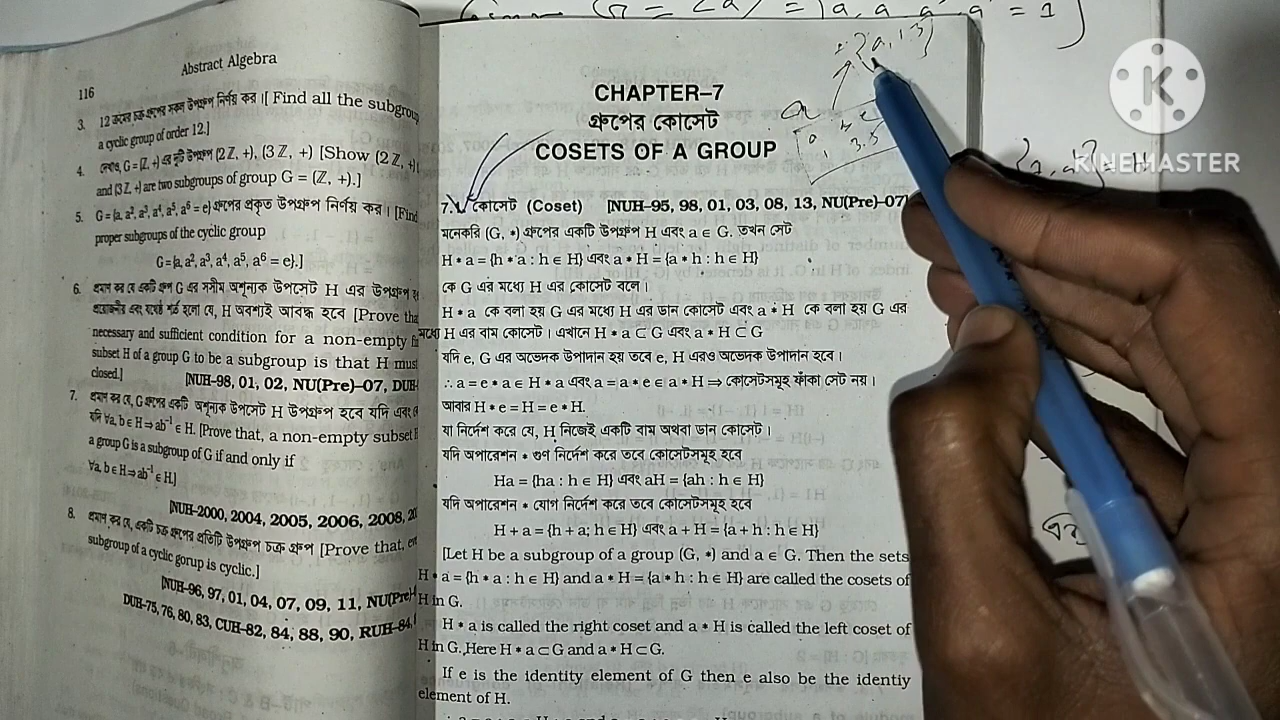 Abstract Algebra
116
3. 12 ক্রমের চক্র গ্রুপের সকল উপগ্রুপ নির্ণয় কর। [ Find all the subgroup
a cyclic group of order 12.]
4. দেখাও, G = (ℤ, +) এর দুটি উপগ্রুপ (2ℤ, +), (3ℤ, +) [Show (2ℤ, +)
and (3ℤ, +) are two subgroups of group G = (ℤ, +).]
5. G = {a, a², a³, a⁴, a⁵, a⁶ = e} গ্রুপের প্রকৃত উপগ্রুপ নির্ণয় কর। [Find
proper subgroups of the cyclic group
G={a, a², a³, a⁴, a⁵, a⁶ = e}.]
6. প্রমাণ কর যে একটি গ্রুপ G এর সসীম অশূন্যক উপসেট H এর উপগ্রুপ
প্রয়োজনীয় এবং যথেষ্ট শর্ত হলো যে, H অবশ্যই আবদ্ধ হবে [Prove tha
necessary and sufficient condition for a non-empty
subset H of a group G to be a subgroup is that H mus
closed.] [NUH-98, 01, 02, NU(Pre)-07, DUH-
7. প্রমাণ কর যে, G গ্রুপের একটি অশূন্যক উপসেট H উপগ্রুপ হবে যদি এবং
যদি ∀a, b ∈ H ⇒ ab⁻¹ ∈ H. [Prove that, a non-empty subset H
a group G is a subgroup of G if and only if
∀a, b ∈ H ⇒ ab⁻¹ ∈ H.]
[NUH-2000, 2004, 2005, 2006, 2008, 20
8. প্রমাণ কর যে, একটি চক্র গ্রুপের প্রতিটি উপগ্রুপ চক্র গ্রুপ [Prove that,
subgroup of a cyclic gorup is cyclic.]
[NUH-96, 97, 01, 04, 07, 09, 11, NU(Pre)-
DUH-75, 76, 80, 83, CUH-82, 84, 88, 90, RUH-84,
CHAPTER–7
গ্রুপের কোসেট
COSETS OF A GROUP
কোসেট (Coset) [NUH-95, 98, 01, 03, 08, 13, NU(Pre)-07]
মনেকরি (G, *) গ্রুপের একটি উপগ্রুপ H এবং a ∈ G. তখন সেট
H * a = {h * a : h ∈ H} এবং a * H = {a * h : h ∈ H}
কে G এর মধ্যে H এর কোসেট বলে।
H * a কে বলা হয় G এর মধ্যে H এর ডান কোসেট এবং a * H কে বলা হয় G এর
মধ্যে H এর বাম কোসেট। এখানে H * a ⊂ G এবং a * H ⊂ G
যদি e, G এর অভেদক উপাদান হয় তবে e, H এরও অভেদক উপাদান হবে।
∴ a = e * a ∈ H * a এবং a = a * e ∈ a * H ⇒ কোসেটসমূহ ফাঁকা সেট নয়।
আবার H * e = H = e * H.
যা নির্দেশ করে যে, H নিজেই একটি বাম অথবা ডান কোসেট।
যদি অপারেশন * গুণ নির্দেশ করে তবে কোসেটসমূহ হবে
Ha = {ha : h ∈ H} এবং aH = {ah : h ∈ H}
যদি অপারেশন * যোগ নির্দেশ করে তবে কোসেটসমূহ হবে
H + a = {h + a; h ∈ H} এবং a + H = {a + h : h ∈ H}
[Let H be a subgroup of a group (G, *) and a ∈ G. Then the sets
H * a = {h * a : h ∈ H} and a * H = {a * h : h ∈ H} are called the cosets of
H in G.
H * a is called the right coset and a * H is called the left coset of
H in G. Here H * a ⊂ G and a * H ⊂ G.
If e is the identity element of G then e also be the identiy
element of H.
KINEMASTER